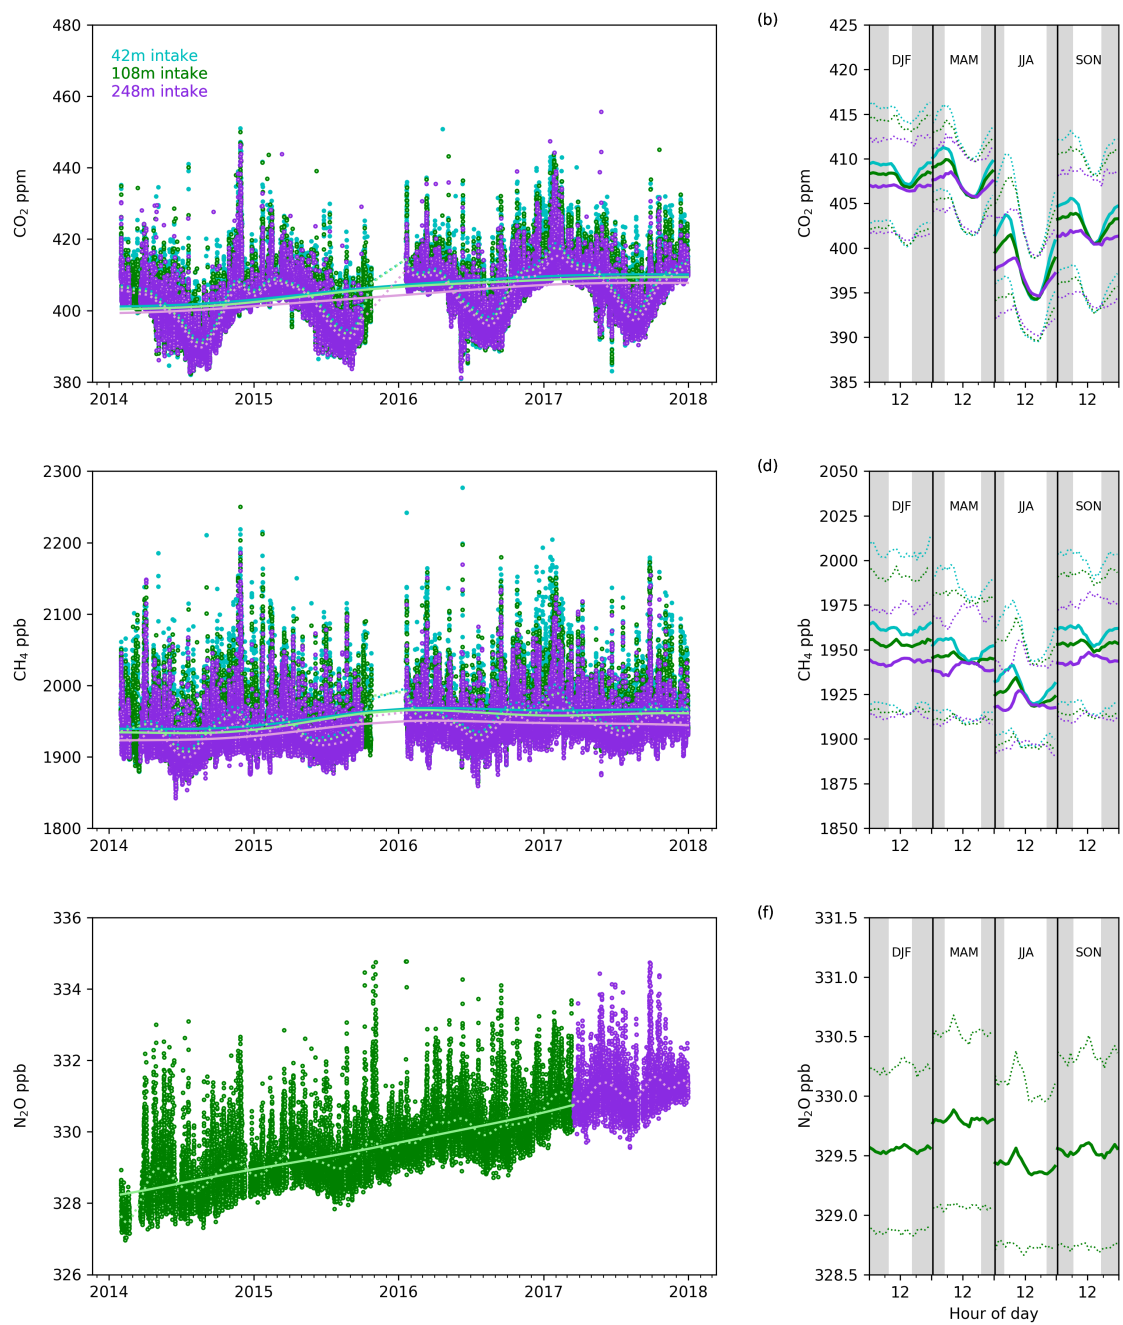 480
460
440
420
400
380
CO2 ppm
42m intake
108m intake
248m intake
2014 2015 2016 2017 2018
(b)
425
420
415
410
405
400
395
390
385
CO2 ppm
DJF MAM JJA SON
12 12 12 12
2300
2200
2100
2000
1900
1800
CH4 ppb
2014 2015 2016 2017 2018
(d)
2050
2025
2000
1975
1950
1925
1900
1875
1850
CH4 ppb
DJF MAM JJA SON
12 12 12 12
336
334
332
330
328
326
N2O ppb
2014 2015 2016 2017 2018
(f)
331.5
331.0
330.5
330.0
329.5
329.0
328.5
N2O ppb
DJF MAM JJA SON
12 12 12 12
Hour of day